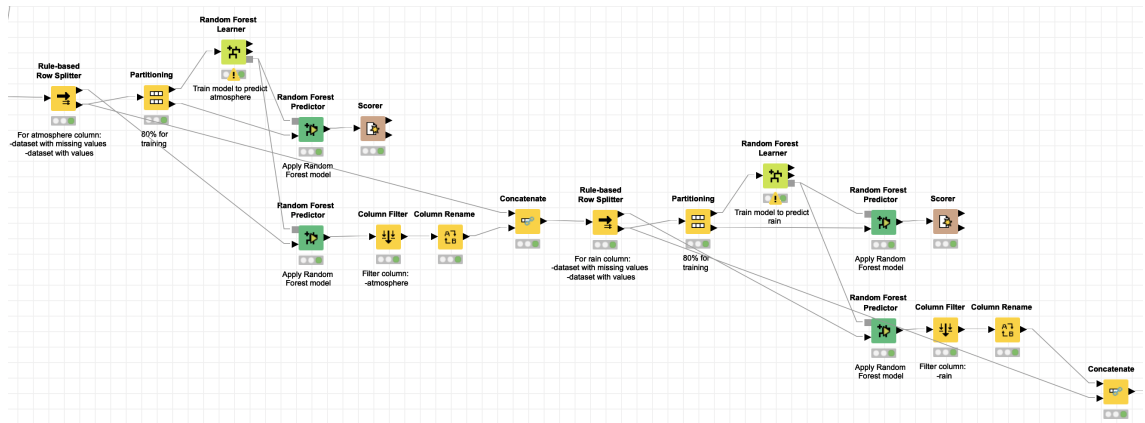 Random Forest
Learner
Train model to predict
atmosphere
Rule-based
Row Splitter
For atmosphere column:
-dataset with missing values
-dataset with values
Partitioning
80% for
training
Random Forest
Predictor
Apply Random
Forest model
Scorer
Random Forest
Predictor
Apply Random
Forest model
Column Filter
Filter column:
-atmosphere
Column Rename
Concatenate
Rule-based
Row Splitter
For rain column:
-dataset with missing values
-dataset with values
Partitioning
80% for
training
Random Forest
Learner
Train model to predict
rain
Random Forest
Predictor
Apply Random
Forest model
Scorer
Random Forest
Predictor
Apply Random
Forest model
Column Filter
Filter column:
-rain
Column Rename
Concatenate